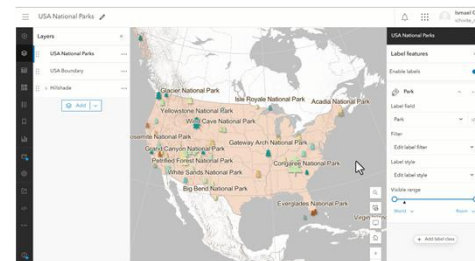 USA National Parks
Ismael C
Layers
USA National Parks
USA Boundary
Hillshade
Add
Glacier National Park
Isle Royale National Park
Acadia National Park
Yellowstone National Park
Wind Cave National Park
osemite National Park
Gateway Arch National Park
Grand Canyon National Park
Petrified Forest National Park
Congaree National Park
White Sands National Park
Big Bend National Park
Everglades National Park
Virgin
USA National Parks
Label features
Enable labels
Park
Label field
Park
Filter
Edit label filter
Label style
Edit label style
Visible range
World
Room
Add label class